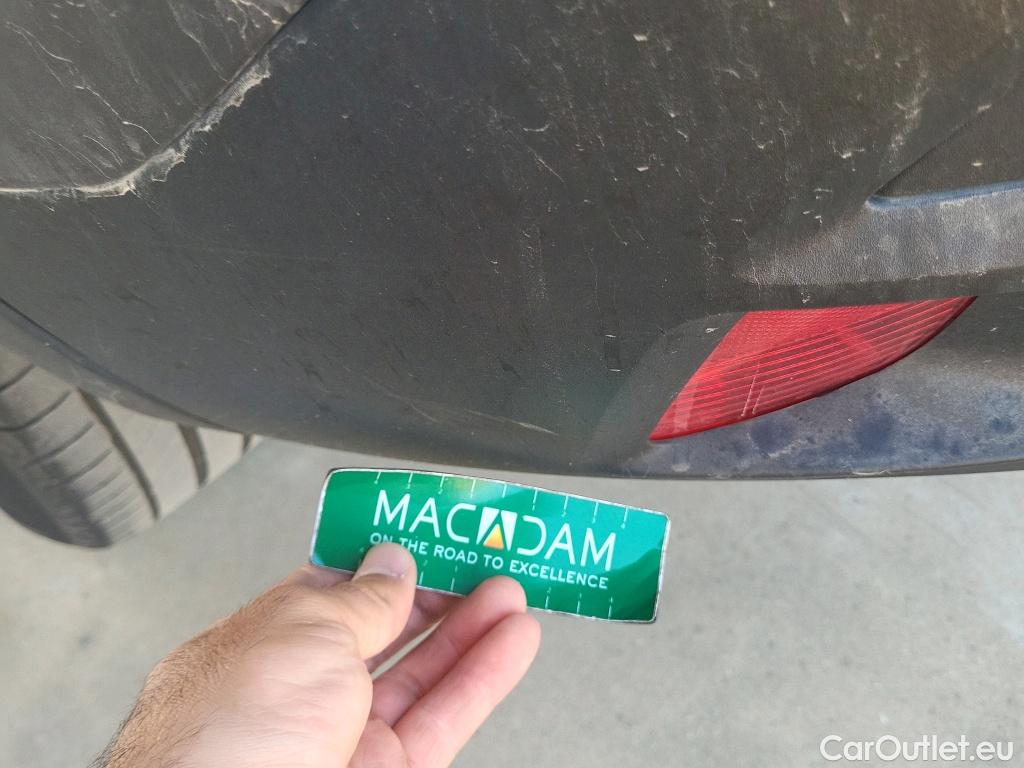 MACADAM
ON THE ROAD TO EXCELLENCE
CarOutlet.eu